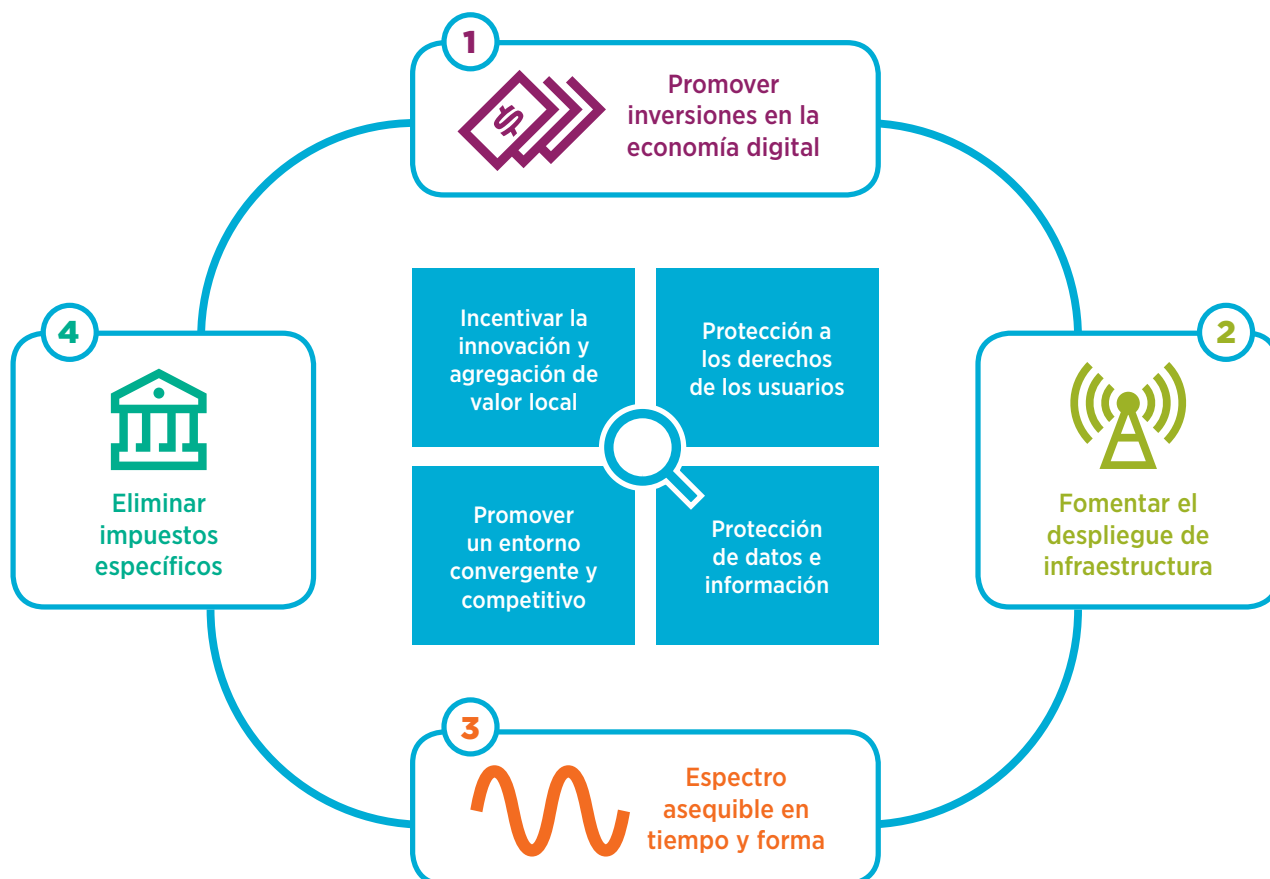 1
$
Promover
inversiones en la
economía digital
2
Fomentar el
despliegue de
infraestructura
3
Espectro
asequible en
tiempo y forma
4
Eliminar
impuestos
específicos
Incentivar la
innovación y
agregación de
valor local
Protección a
los derechos
de los usuarios
Promover
un entorno
convergente y
competitivo
Protección
de datos e
información